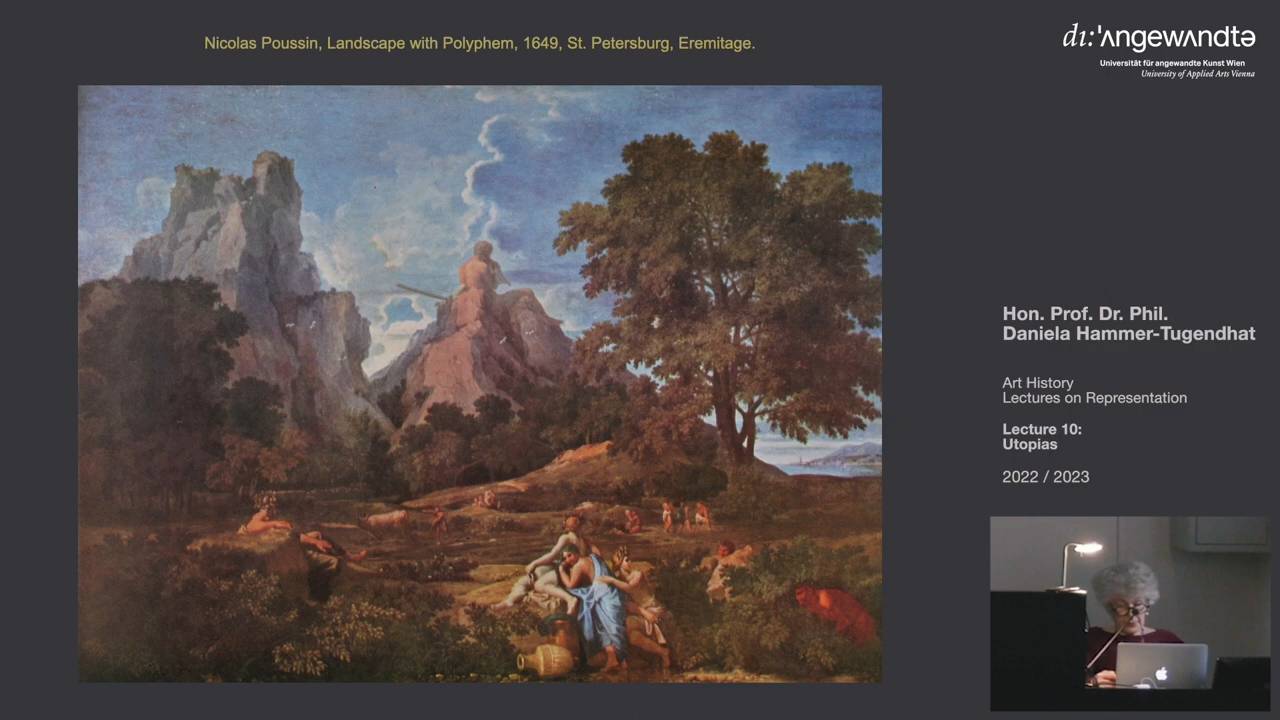 Nicolas Poussin, Landscape with Polyphem, 1649, St. Petersburg, Eremitage.
dı:ˈʌngewʌndtə
Universität für angewandte Kunst Wien
University of Applied Arts Vienna
Hon. Prof. Dr. Phil.
Daniela Hammer-Tugendhat
Art History
Lectures on Representation
Lecture 10:
Utopias
2022 / 2023